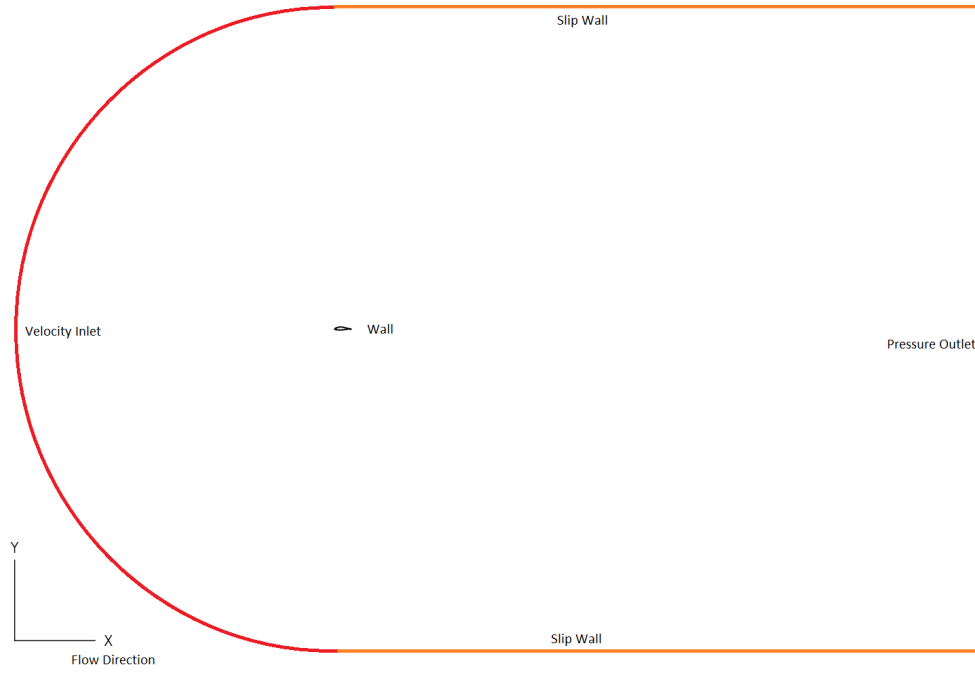 Slip Wall
Velocity Inlet
Wall
Pressure Outlet
Y
X
Slip Wall
Flow Direction